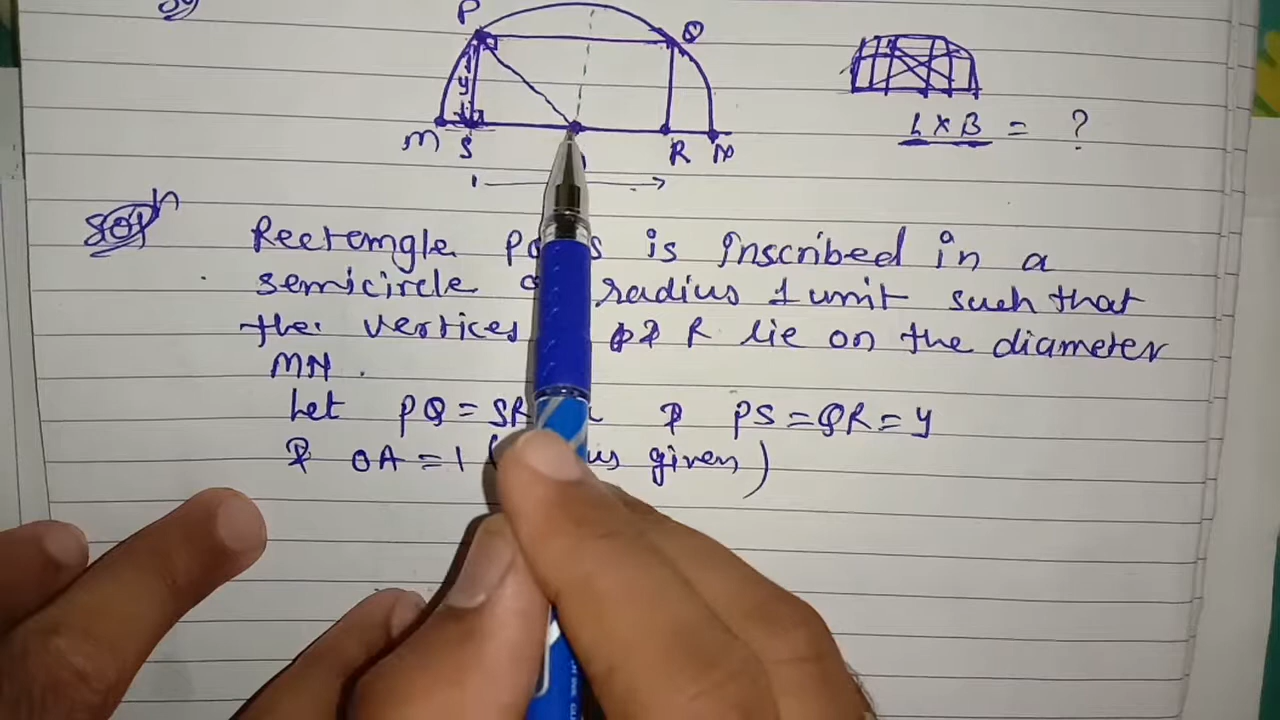 P
Q
y
M S R N
L X B = ?
Soln Rectemgle is Inscribed in a
semicircle radius 1 unit such that
the vertices R lie on the diameter
MN.
Let PQ = SR & PS = QR = y
& OA = 1 given)